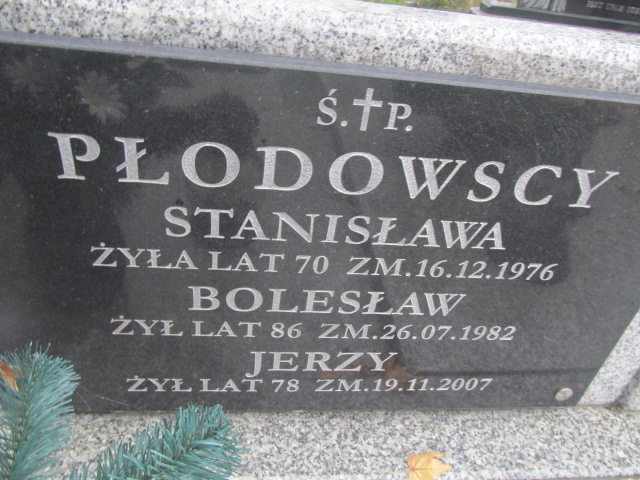 Ś.†P.
PŁODOWSCY
STANISŁAWA
ŻYŁA LAT 70 ZM.16.12.1976
BOLESŁAW
ŻYŁ LAT 86 ZM.26.07.1982
JERZY
ŻYŁ LAT 78 ZM.19.11.2007